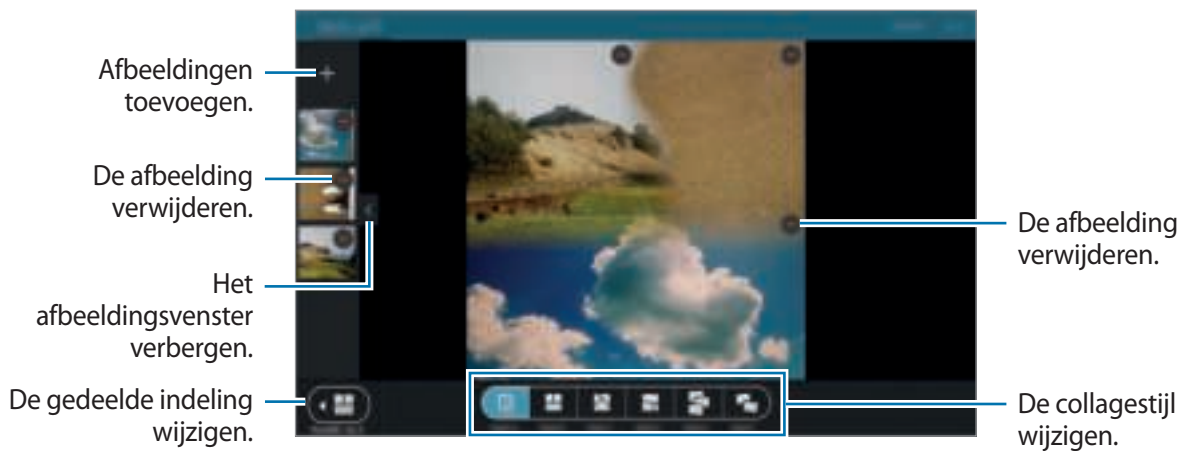 Afbeeldingen
toevoegen.
De afbeelding
verwijderen.
Het
afbeeldingsvenster
verbergen.
De gedeelde indeling
wijzigen.
De afbeelding
verwijderen.
De collagestijl
wijzigen.